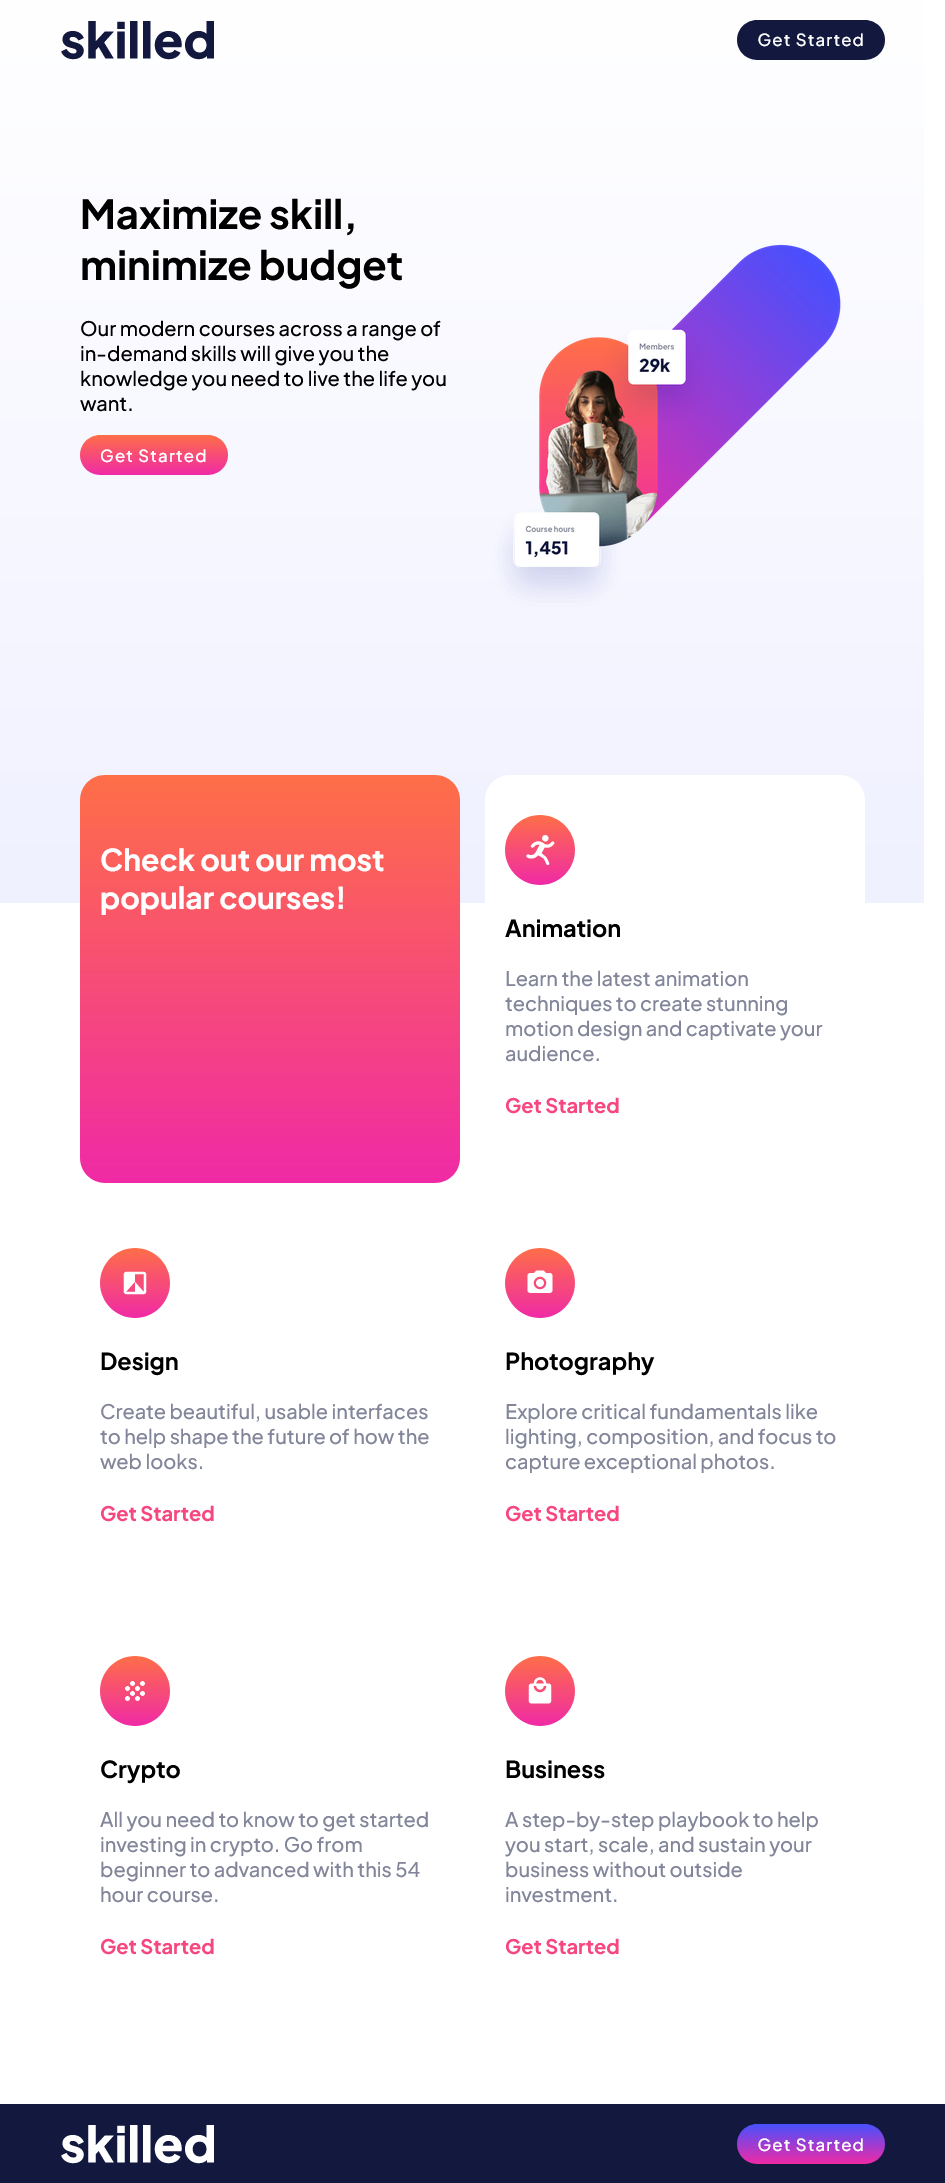 skilled
Get Started
Maximize skill,
minimize budget
Our modern courses across a range of
in-demand skills will give you the
knowledge you need to live the life you
want.
Get Started
Members
29k
Course hours
1,451
Check out our most
popular courses!
Animation
Learn the latest animation
techniques to create stunning
motion design and captivate your
audience.
Get Started
Design
Create beautiful, usable interfaces
to help shape the future of how the
web looks.
Get Started
Photography
Explore critical fundamentals like
lighting, composition, and focus to
capture exceptional photos.
Get Started
Crypto
All you need to know to get started
investing in crypto. Go from
beginner to advanced with this 54
hour course.
Get Started
Business
A step-by-step playbook to help
you start, scale, and sustain your
business without outside
investment.
Get Started
skilled
Get Started